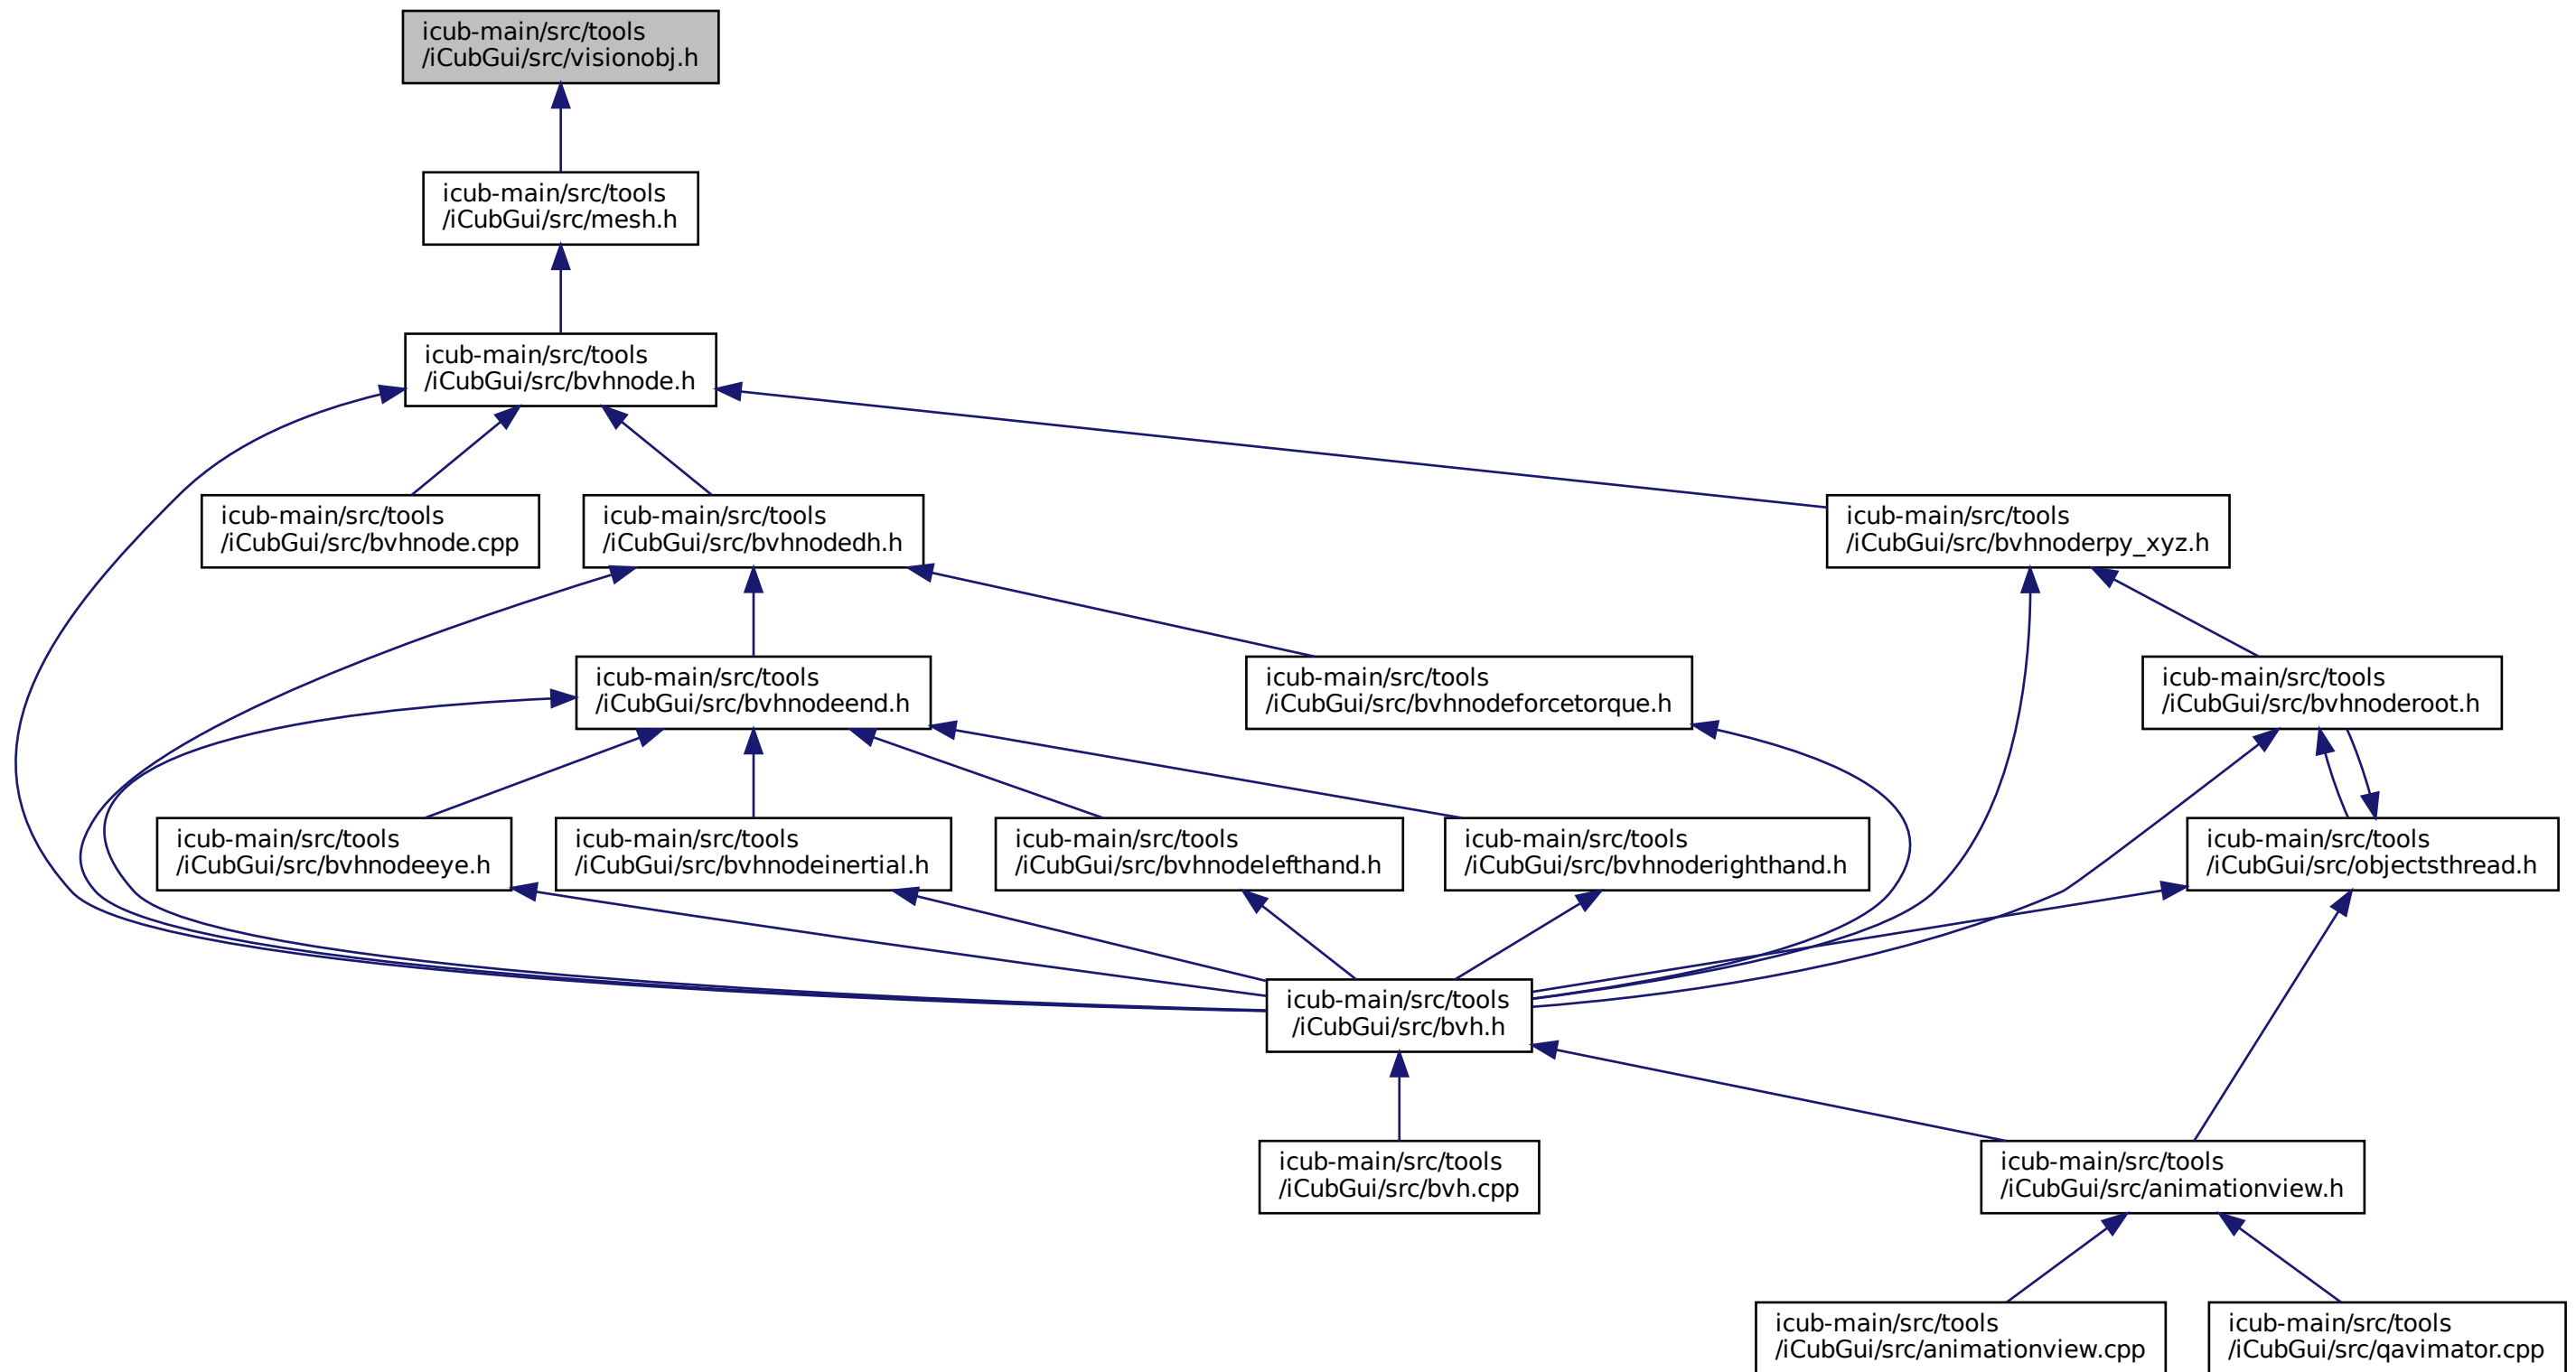 icub-main/src/tools
/iCubGui/src/visionobj.h
icub-main/src/tools
/iCubGui/src/mesh.h
icub-main/src/tools
/iCubGui/src/bvhnode.h
icub-main/src/tools
/iCubGui/src/bvhnode.cpp
icub-main/src/tools
/iCubGui/src/bvhnodedh.h
icub-main/src/tools
/iCubGui/src/bvhnoderpy_xyz.h
icub-main/src/tools
/iCubGui/src/bvhnodeend.h
icub-main/src/tools
/iCubGui/src/bvhnodeforcetorque.h
icub-main/src/tools
/iCubGui/src/bvhnoderoot.h
icub-main/src/tools
/iCubGui/src/bvhnodeeye.h
icub-main/src/tools
/iCubGui/src/bvhnodeinertial.h
icub-main/src/tools
/iCubGui/src/bvhnodelefthand.h
icub-main/src/tools
/iCubGui/src/bvhnoderighthand.h
icub-main/src/tools
/iCubGui/src/objectsthread.h
icub-main/src/tools
/iCubGui/src/bvh.h
icub-main/src/tools
/iCubGui/src/bvh.cpp
icub-main/src/tools
/iCubGui/src/animationview.h
icub-main/src/tools
/iCubGui/src/animationview.cpp
icub-main/src/tools
/iCubGui/src/qavimator.cpp